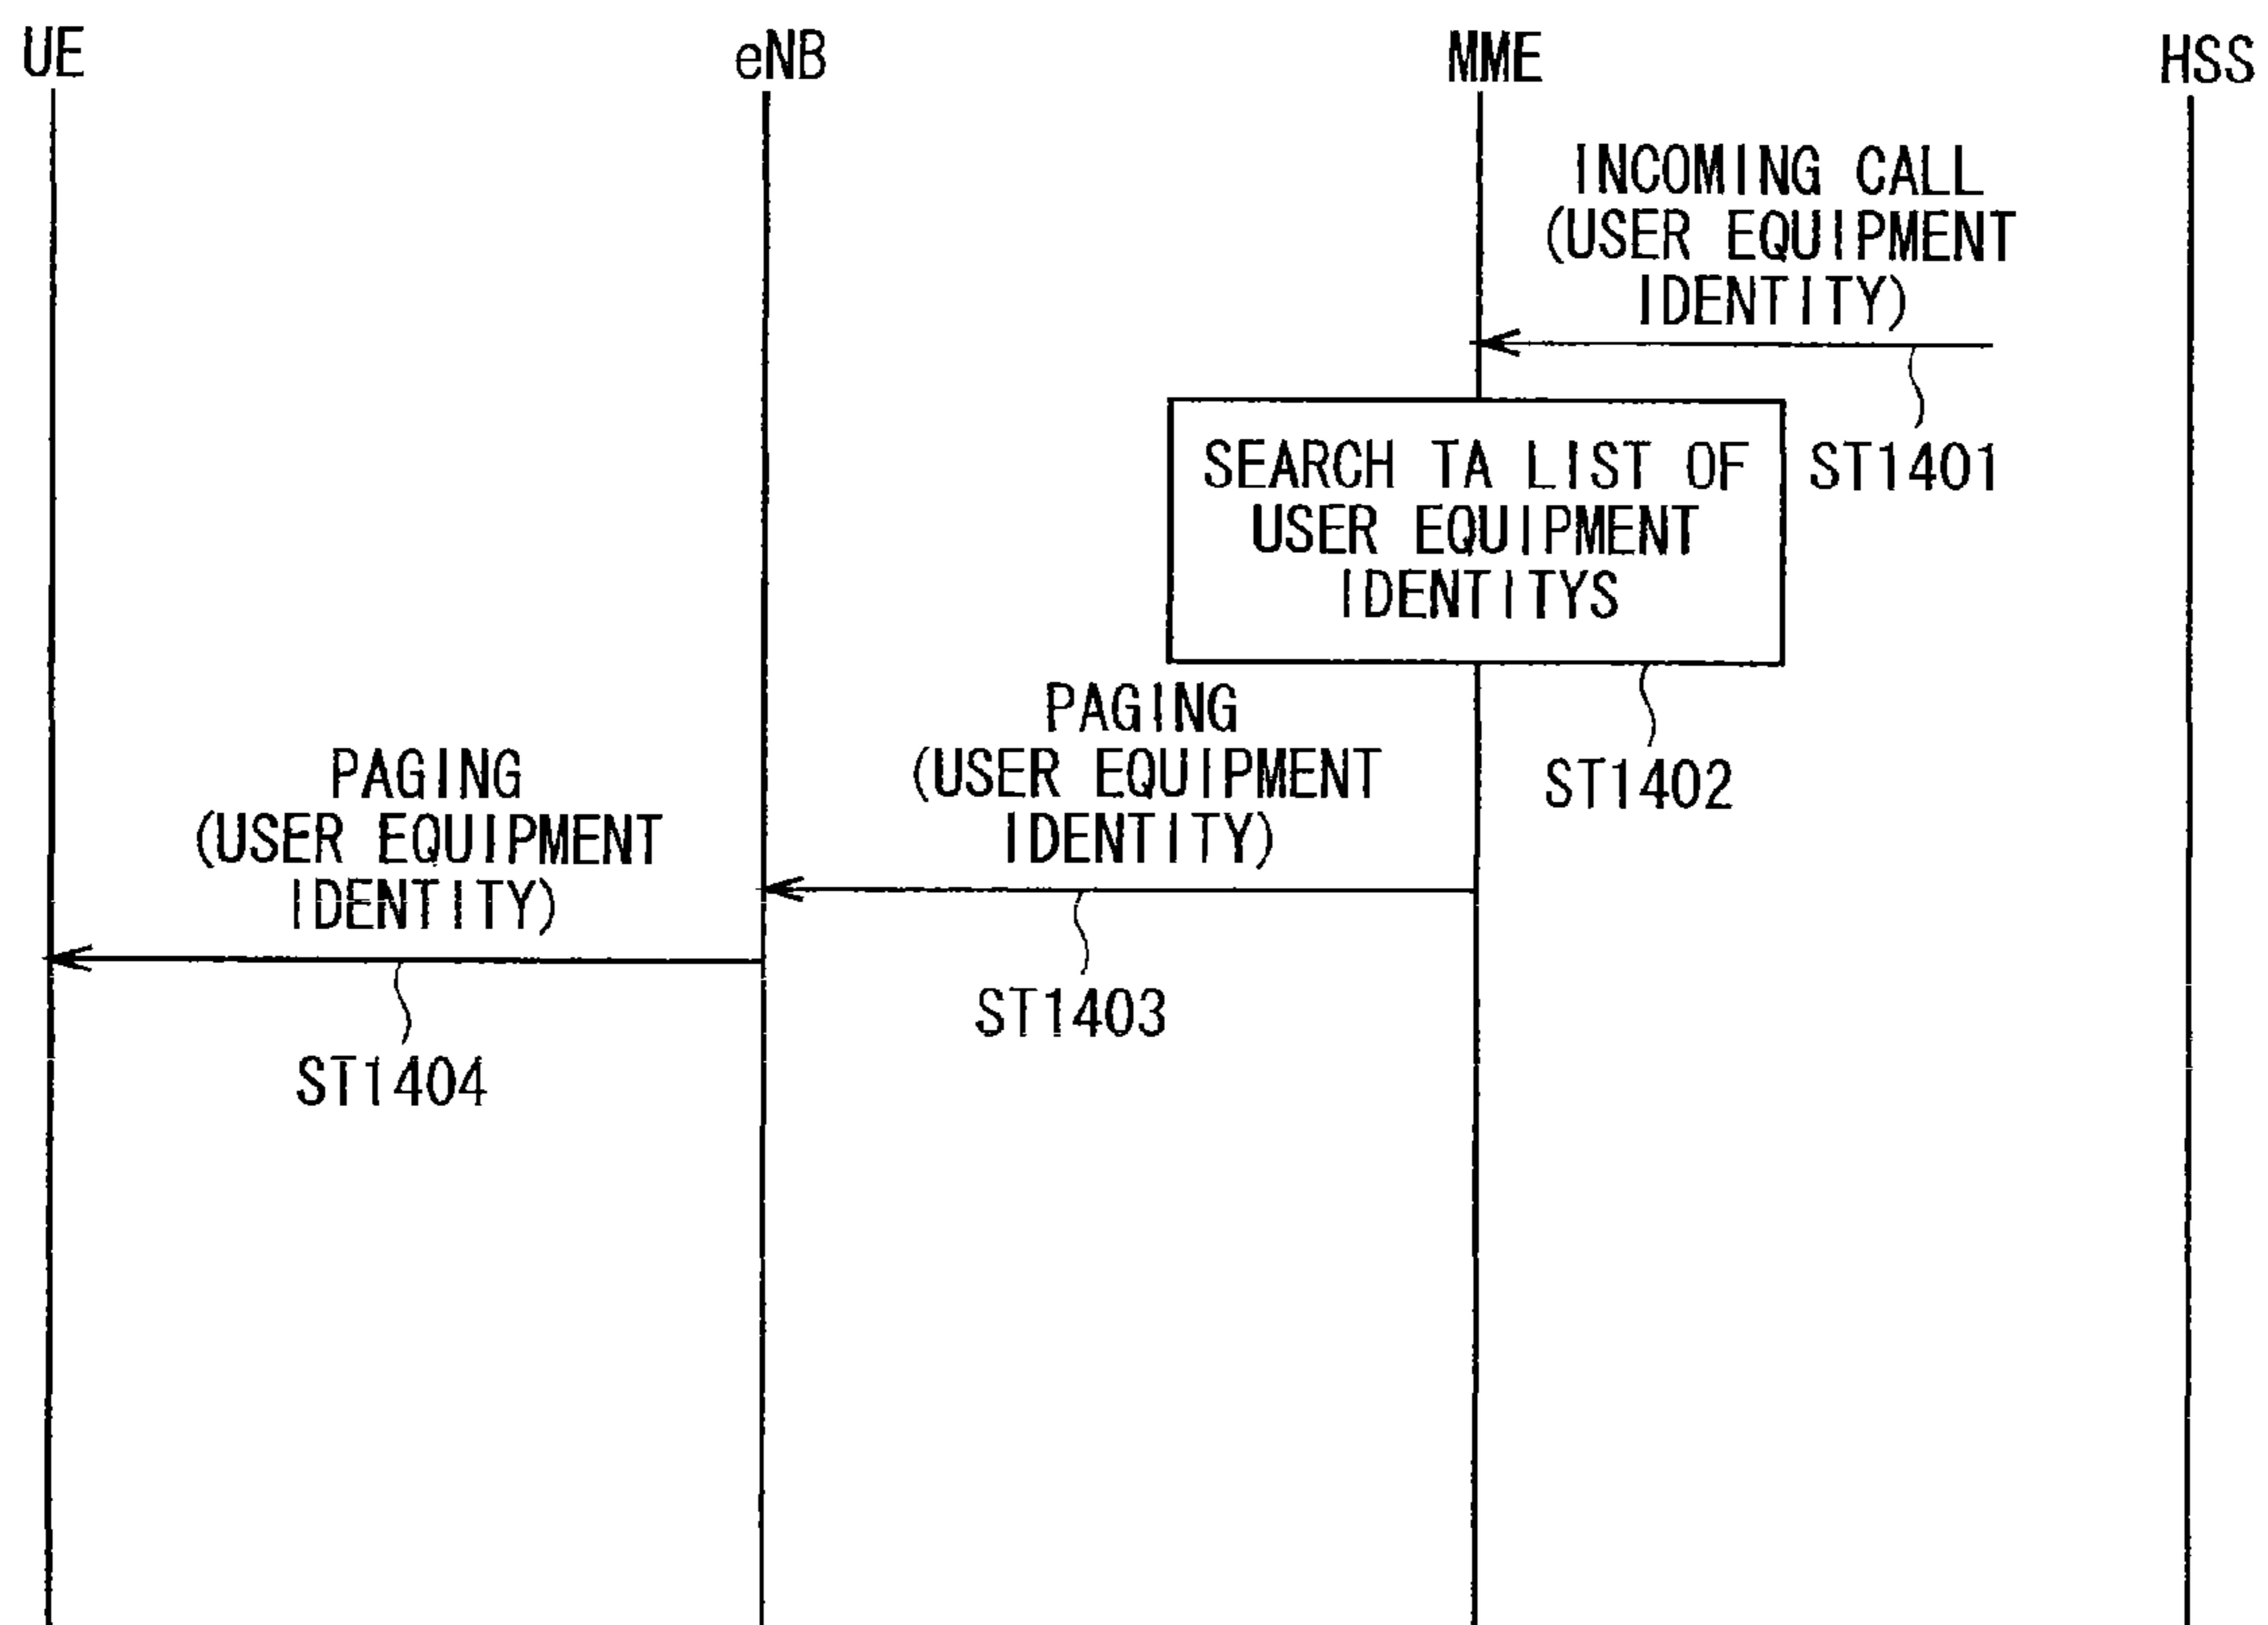 UE
eNB
MME
HSS
INCOMING CALL
(USER EQUIPMENT
IDENTITY)
ST1401
SEARCH TA LIST OF
USER EQUIPMENT
IDENTITYS
ST1402
PAGING
(USER EQUIPMENT
IDENTITY)
ST1403
PAGING
(USER EQUIPMENT
IDENTITY)
ST1404